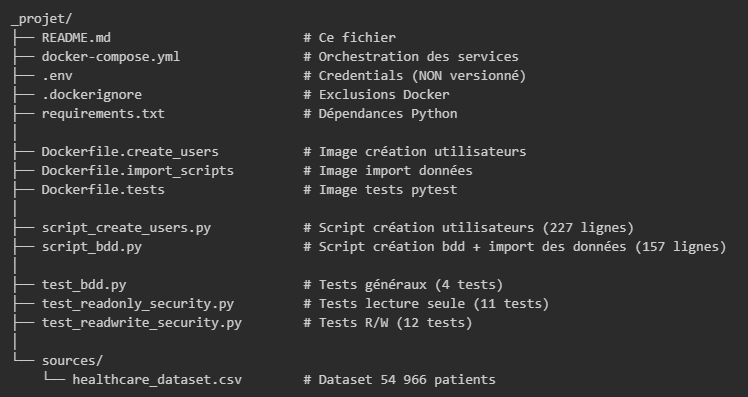 _projet/
├── README.md                        # Ce fichier
├── docker-compose.yml               # Orchestration des services
├── .env                             # Credentials (NON versionné)
├── .dockerignore                    # Exclusions Docker
├── requirements.txt                 # Dépendances Python
│
├── Dockerfile.create_users          # Image création utilisateurs
├── Dockerfile.import_scripts        # Image import données
├── Dockerfile.tests                 # Image tests pytest
│
├── script_create_users.py           # Script création utilisateurs (227 lignes)
├── script_bdd.py                    # Script création bdd + import des données (157 lignes)
│
├── test_bdd.py                      # Tests généraux (4 tests)
├── test_readonly_security.py        # Tests lecture seule (11 tests)
├── test_readwrite_security.py       # Tests R/W (12 tests)
│
└── sources/
    └── healthcare_dataset.csv       # Dataset 54 966 patients